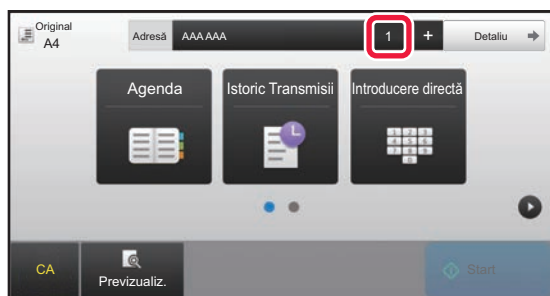 Original
A4
Adresă AAA AAA 1 + Detaliu
Agenda Istoric Transmisii Introducere directă
CA
Previzualiz.
Start